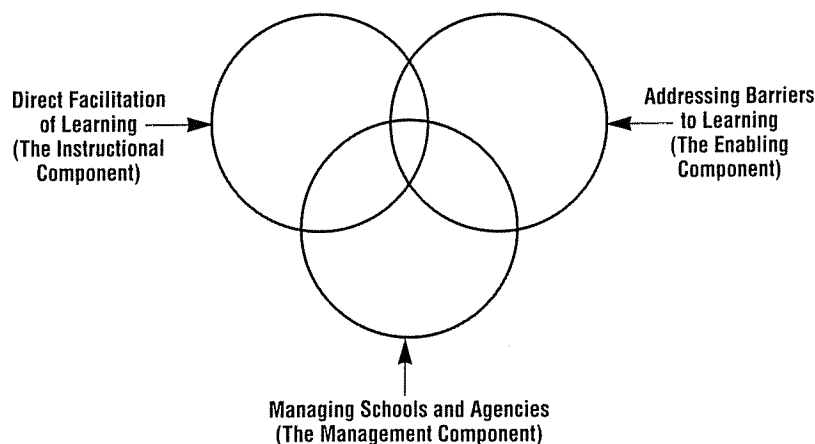 Direct Facilitation
of Learning
(The Instructional
Component)
Addressing Barriers
to Learning
(The Enabling
Component)
Managing Schools and Agencies
(The Management Component)